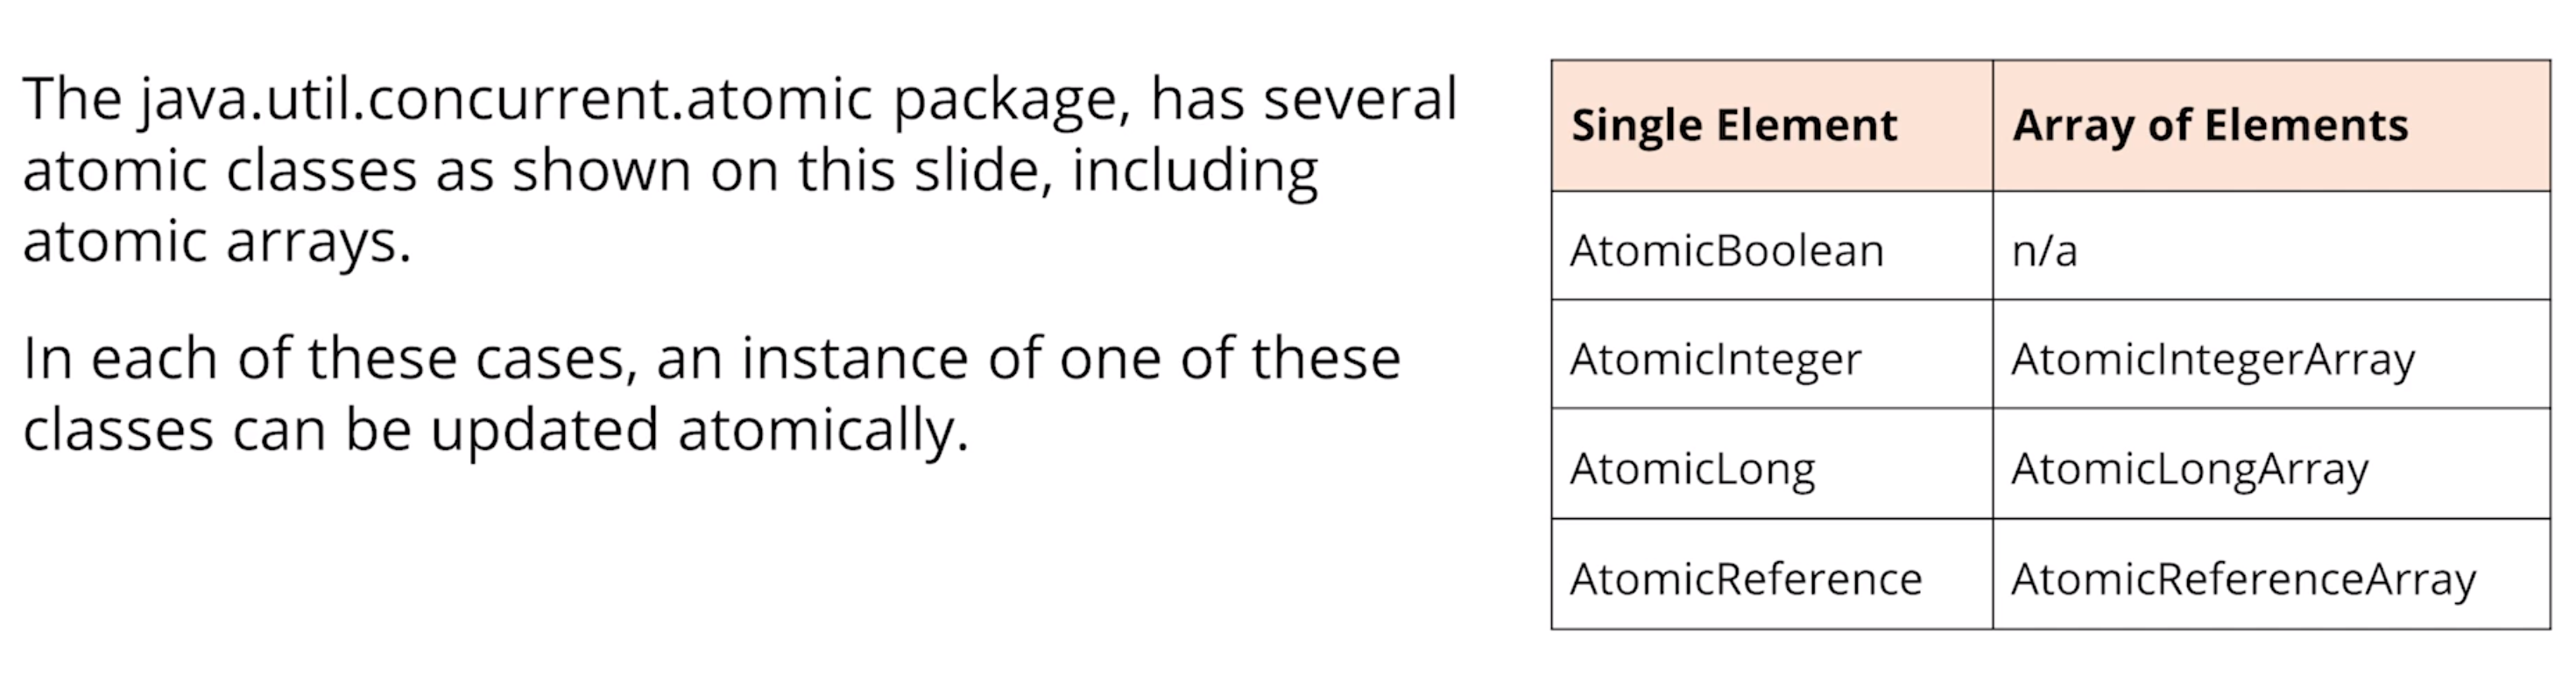 The java.util.concurrent.atomic package, has several
atomic classes as shown on this slide, including
atomic arrays.
In each of these cases, an instance of one of these
classes can be updated atomically.
Single Element Array of Elements
AtomicBoolean n/a
AtomicInteger AtomicIntegerArray
AtomicLong AtomicLongArray
AtomicReference AtomicReferenceArray